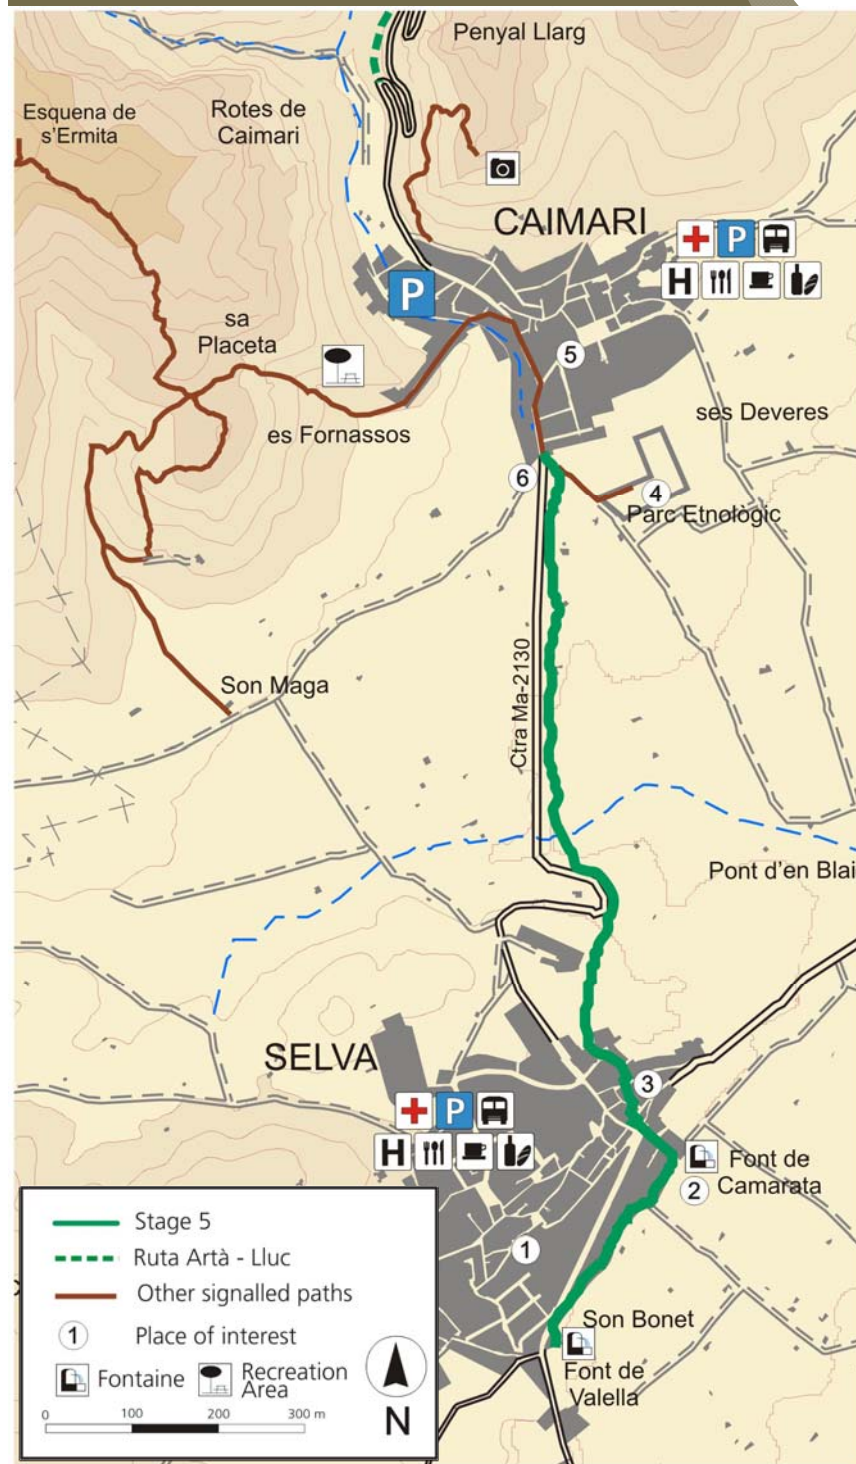 Penyal Llarg
Esquena de
s'Ermita
Rotes de
Caimari
CAIMARI
P
P
H
sa
Placeta
5
ses Deveres
es Fornassos
6
4
Parc Etnològic
Son Maga
Ctra Ma-2130
Pont d'en Blai
SELVA
3
P
H
Font de
Camarata
2
1
Son Bonet
Font de
Valella
Stage 5
Ruta Artà - Lluc
Other signalled paths
1 Place of interest
Fontaine
Recreation
Area
N
0 100 200 300 m